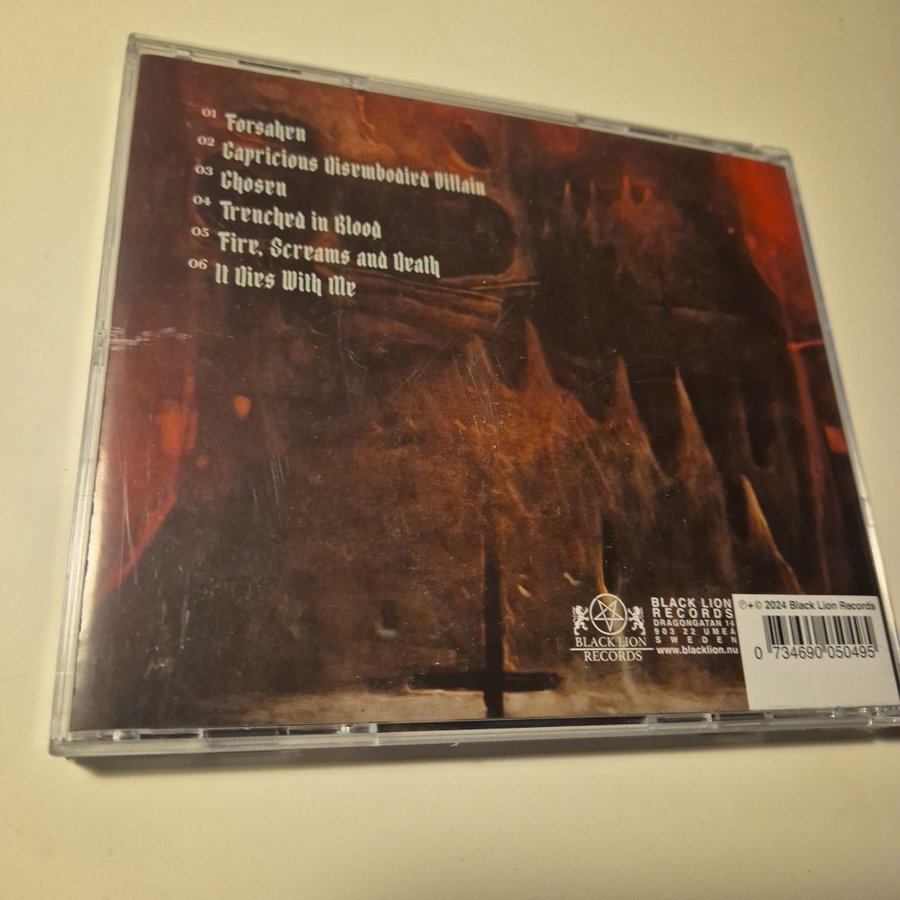 01 Forsaken
02 Capricious Disembodied Villain
03 Chosen
04 Trenched in Blood
05 Fire, Screams and Death
06 It Dies With Me
BLACK LION
RECORDS
BLACK LION
RECORDS
DRAGONGATAN 14
903 22 UMEÅ
SWEDEN
www.blacklion.nu
℗+© 2024 Black Lion Records
0 734690 050495